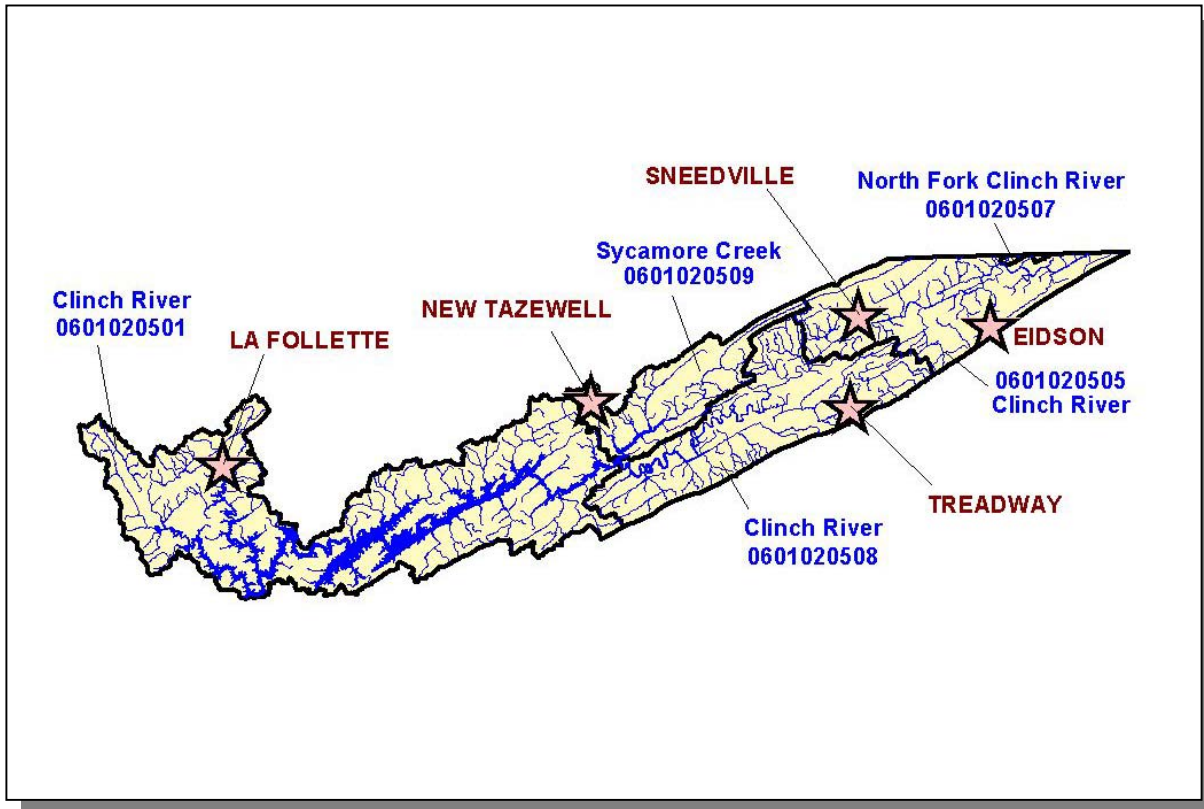 SNEEDVILLE
North Fork Clinch River
0601020507
Sycamore Creek
0601020509
Clinch River
0601020501
NEW TAZEWELL
LA FOLLETTE
EIDSON
0601020505
Clinch River
TREADWAY
Clinch River
0601020508